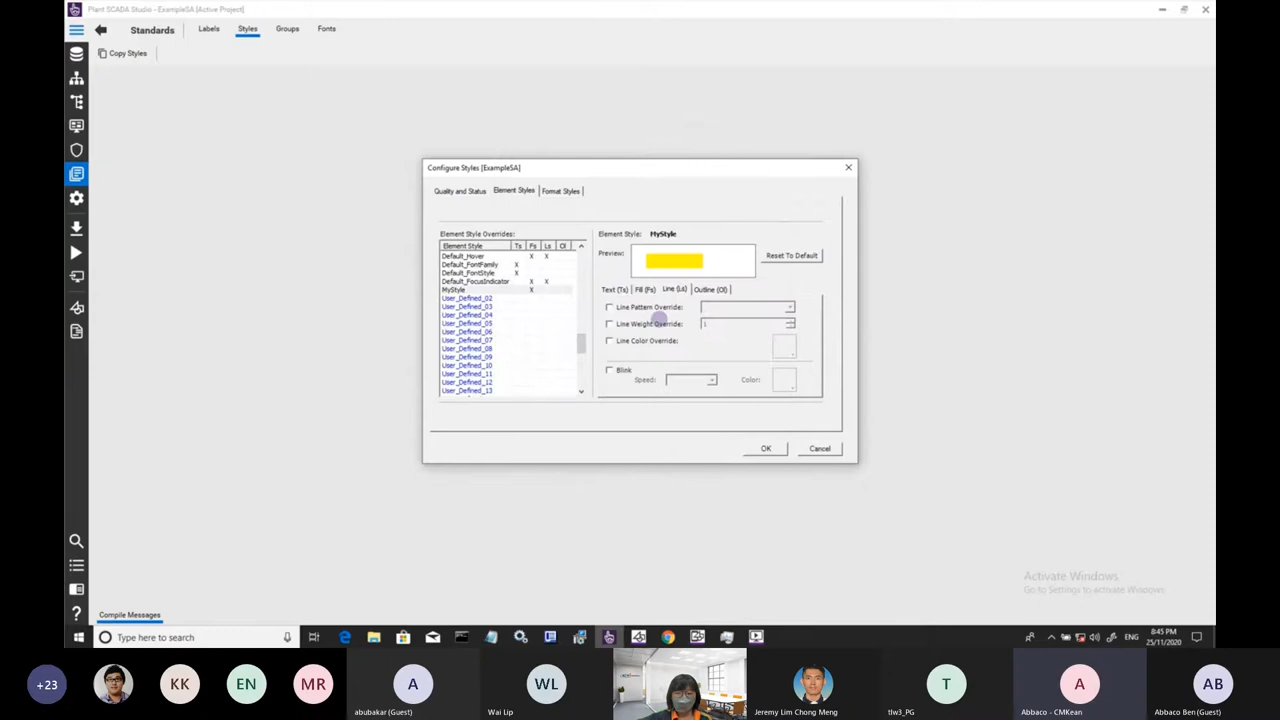 Plant SCADA Studio - ExampleSA [Active Project]
Standards
Labels
Styles
Groups
Fonts
Copy Styles
Configure Styles [ExampleSA]
Quality and Status
Element Styles
Format Styles
Element Style Overrides:
Element Style Ts Fs Ls Ol
Default_Hover X X
Default_FontFamily X
Default_FontStyle X
Default_FocusIndicator X X
MyStyle X
User_Defined_02
User_Defined_03
User_Defined_04
User_Defined_05
User_Defined_06
User_Defined_07
User_Defined_08
User_Defined_09
User_Defined_10
User_Defined_11
User_Defined_12
User_Defined_13
Element Style: MyStyle
Preview:
Reset To Default
Text (Ts)
Fill (Fs)
Line (Ls)
Outline (Ol)
Line Pattern Override:
Line Weight Override: 1
Line Color Override:
Blink
Speed:
Color:
OK
Cancel
Activate Windows
Go to Settings to activate Windows.
Compile Messages
Type here to search
ENG
8:45 PM
25/11/2020
+23
KK
EN
MR
A
abubakar (Guest)
WL
Wai Lip
Jeremy Lim Chong Meng
T
tlw3_PG
A
Abbaco - CMKean
AB
Abbaco Ben (Guest)